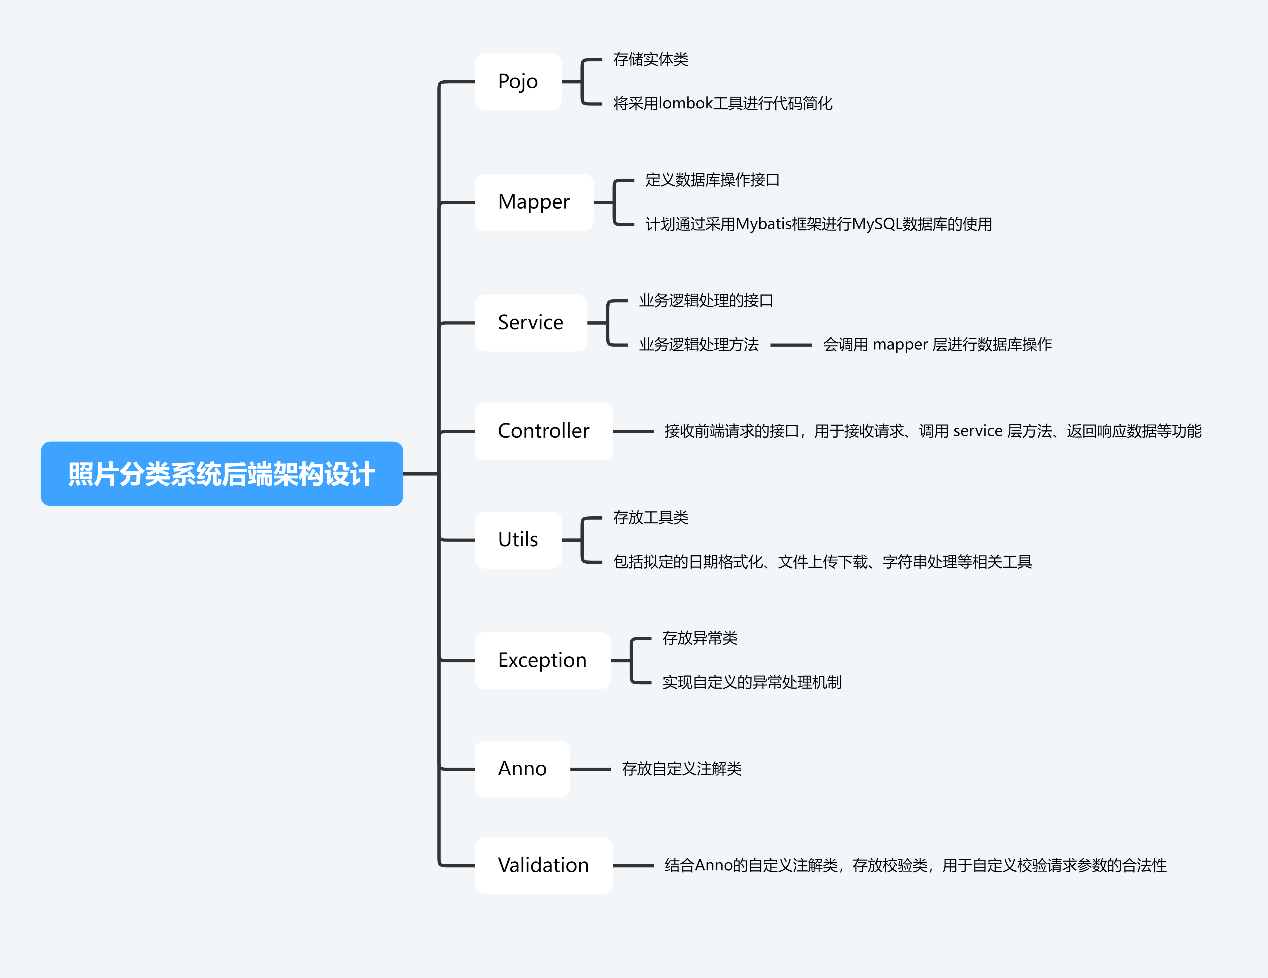 照片分类系统后端架构设计
Pojo
存储实体类
将采用lombok工具进行代码简化
Mapper
定义数据库操作接口
计划通过采用Mybatis框架进行MySQL数据库的使用
Service
业务逻辑处理的接口
业务逻辑处理方法
会调用 mapper 层进行数据库操作
Controller
接收前端请求的接口，用于接收请求、调用 service 层方法、返回响应数据等功能
Utils
存放工具类
包括拟定的日期格式化、文件上传下载、字符串处理等相关工具
Exception
存放异常类
实现自定义的异常处理机制
Anno
存放自定义注解类
Validation
结合Anno的自定义注解类，存放校验类，用于自定义校验请求参数的合法性